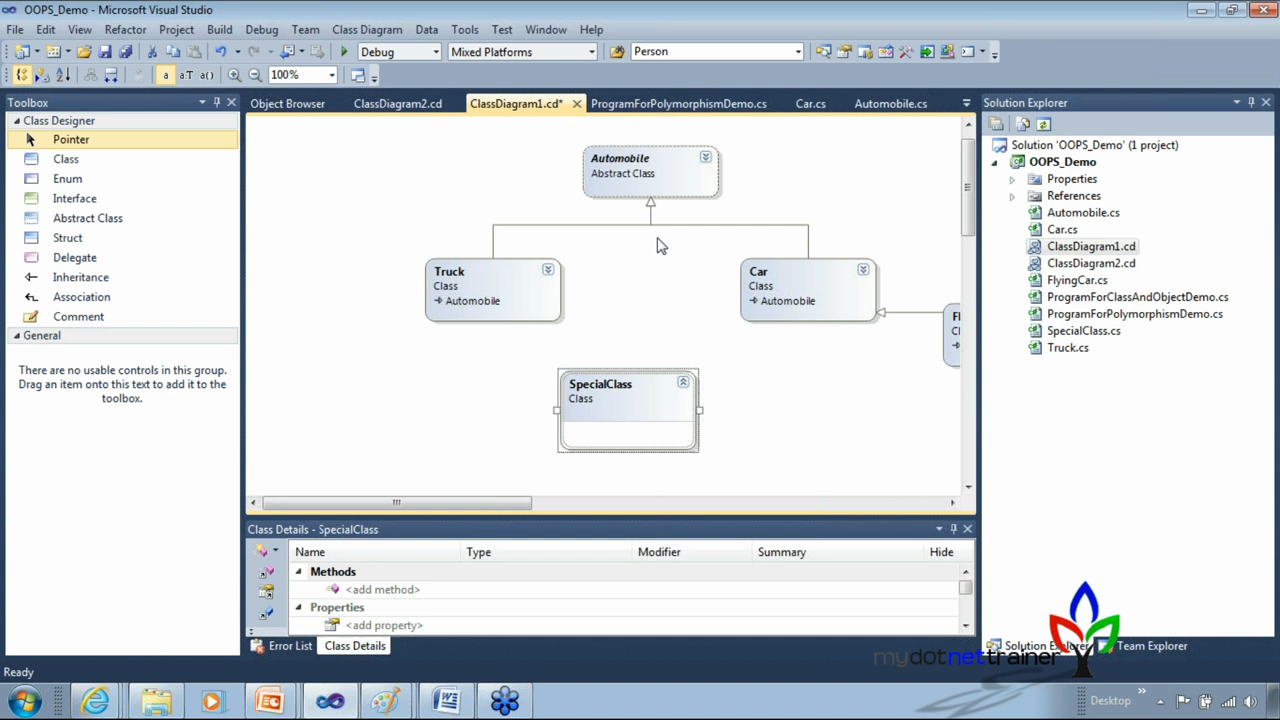 OOPS_Demo - Microsoft Visual Studio
File Edit View Refactor Project Build Debug Team Class Diagram Data Tools Test Window Help
Debug Mixed Platforms Person
a aT a() 100%
Toolbox
Class Designer
Pointer
Class
Enum
Interface
Abstract Class
Struct
Delegate
Inheritance
Association
Comment
General
There are no usable controls in this group.
Drag an item onto this text to add it to the
toolbox.
Object Browser ClassDiagram2.cd ClassDiagram1.cd* ProgramForPolymorphismDemo.cs Car.cs Automobile.cs
Automobile
Abstract Class
Truck
Class
Automobile
Car
Class
Automobile
SpecialClass
Class
Class Details - SpecialClass
Name Type Modifier Summary Hide
Methods
<add method>
Properties
<add property>
Error List Class Details
Solution Explorer
Solution 'OOPS_Demo' (1 project)
OOPS_Demo
Properties
References
Automobile.cs
Car.cs
ClassDiagram1.cd
ClassDiagram2.cd
FlyingCar.cs
ProgramForClassAndObjectDemo.cs
ProgramForPolymorphismDemo.cs
SpecialClass.cs
Truck.cs
Solution Explorer Team Explorer
mydotnettrainer
Ready
Desktop